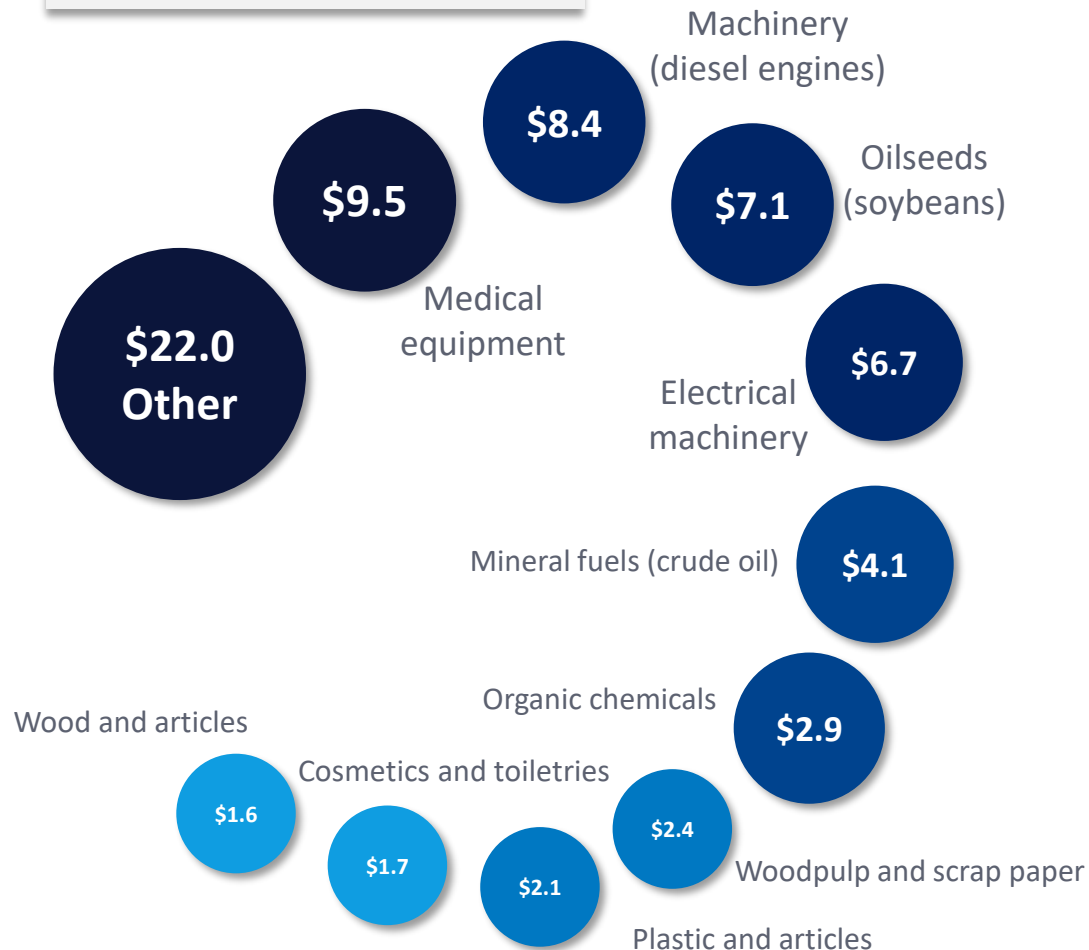 Machinery
(diesel engines)
$8.4
$9.5
Medical
equipment
$7.1
Oilseeds
(soybeans)
$22.0
Other
$6.7
Electrical
machinery
Mineral fuels (crude oil)
$4.1
Organic chemicals
$2.9
Wood and articles
$1.6
Cosmetics and toiletries
$1.7
$2.1
Plastic and articles
$2.4
Woodpulp and scrap paper